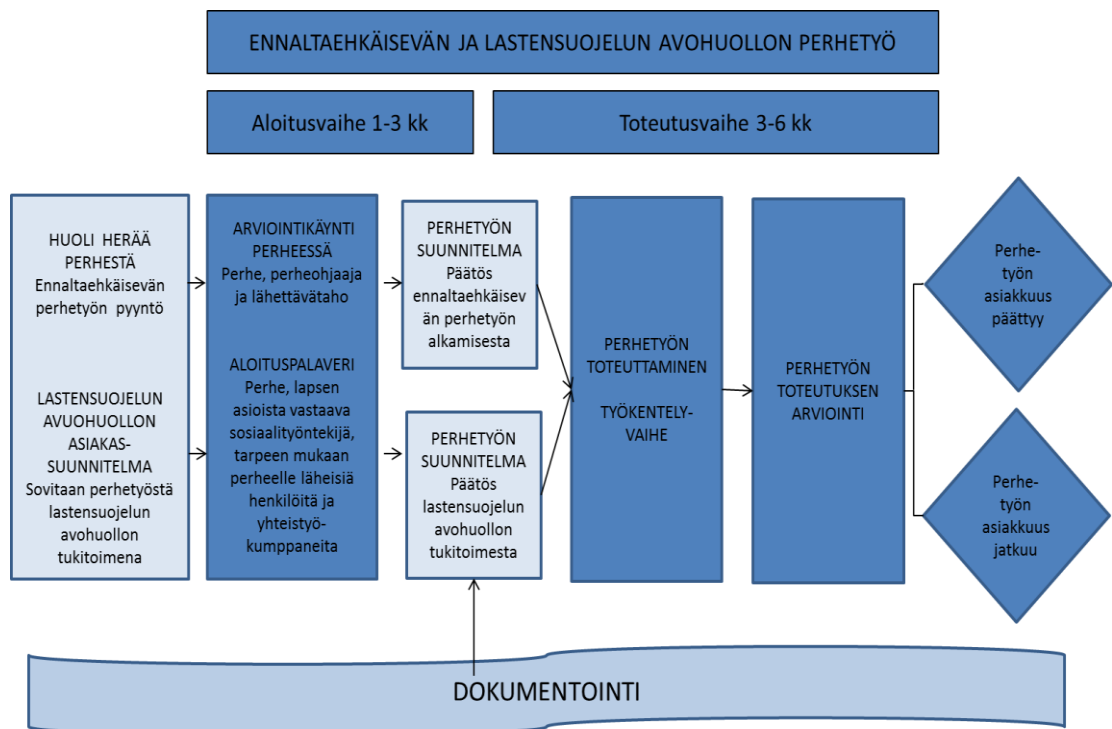 ENNALTAEHKÄISEVÄN JA LASTENSUOJELUN AVOHUOLLON PERHETYÖ
Aloitusvaihe 1-3 kk
Toteutusvaihe 3-6 kk
HUOLI HERÄÄ
PERHESTÄ
Ennaltaehkäisevän
perhetyön pyyntö
LASTENSUOJELUN
AVUOHUOLLON
ASIAKAS-
SUUNNITELMA
Sovitaan perhetyöstä
lastensuojelun
avohuollon
tukitoimena
ARVIOINTIKÄYNTI
PERHEESSÄ
Perhe, perheohjaaja
ja lähettävätaho
ALOITUSPALAVERI
Perhe, lapsen
asioista vastaava
sosiaalityöntekijä,
tarpeen mukaan
perheelle läheisiä
henkilöitä ja
yhteistyö-
kumppaneita
PERHETYÖN
SUUNNITELMA
Päätös
ennaltaehkäisev
än perhetyön
alkamisesta
PERHETYÖN
SUUNNITELMA
Päätös
lastensuojelun
avohuollon
tukitoimesta
PERHETYÖN
TOTEUTTAMINEN
TYÖKENTELY-
VAIHE
PERHETYÖN
TOTEUTUKSEN
ARVIOINTI
Perhe-
työn
asiakkuus
päättyy
Perhe-
työn
asiakkuus
jatkuu
DOKUMENTOINTI